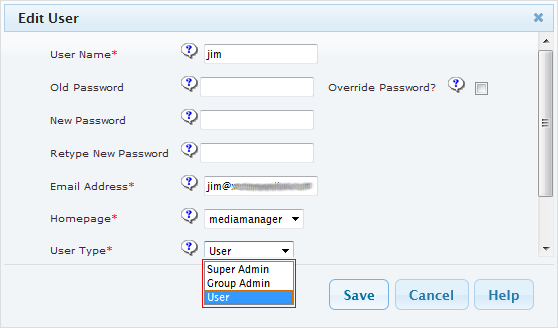 Edit User
User Name* jim
Old Password Override Password?
New Password
Retype New Password
Email Address* jim@
Homepage* mediamanager
User Type* User
Super Admin
Group Admin
User
Save Cancel Help